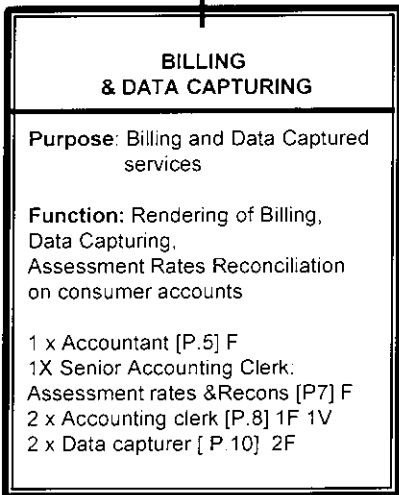 BILLING
& DATA CAPTURING
Purpose: Billing and Data Captured
services
Function: Rendering of Billing,
Data Capturing,
Assessment Rates Reconciliation
on consumer accounts
1 x Accountant [P.5] F
1X Senior Accounting Clerk:
Assessment rates &Recons [P7] F
2 x Accounting clerk [P.8] 1F 1V
2 x Data capturer [ P.10] 2F